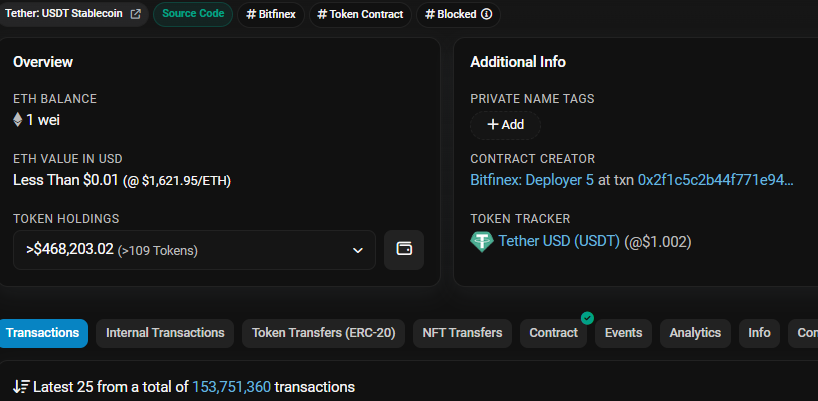 Tether: USDT Stablecoin Source Code # Bitfinex # Token Contract # Blocked
Overview
ETH BALANCE
1 wei
ETH VALUE IN USD
Less Than $0.01 (@ $1,621.95/ETH)
TOKEN HOLDINGS
>$468,203.02 (>109 Tokens)
Additional Info
PRIVATE NAME TAGS
+ Add
CONTRACT CREATOR
Bitfinex: Deployer 5 at txn 0x2f1c5c2b44f771e94...
TOKEN TRACKER
Tether USD (USDT) (@$1.002)
Transactions Internal Transactions Token Transfers (ERC-20) NFT Transfers Contract Events Analytics Info Con
Latest 25 from a total of 153,751,360 transactions